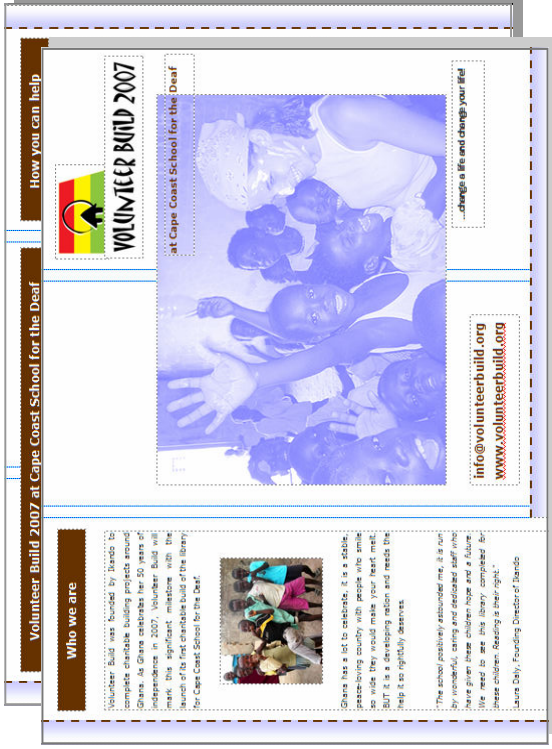 How you can help
Volunteer Build 2007 at Cape Coast School for the Deaf
VOLUNTEER BUILD 2007
at Cape Coast School for the Deaf
...change a life and change your life!
info@volunteerbuild.org
www.volunteerbuild.org
Who we are
Volunteer Build was founded by Ikando to
complete charitable building projects around
Ghana. As Ghana celebrates her 50 years of
independence in 2007, Volunteer Build will
mark this significant milestone with the
launch of its first charitable build of the library
for Cape Coast School for the Deaf.
Ghana has a lot to celebrate, it is a stable,
peace-loving country with people who smile
so wide they would make your heart melt.
BUT it is a developing nation and needs the
help it so rightfully deserves.
"The school positively astounded me, it is run
by wonderful, caring and dedicated staff who
have given these children hope and a future.
We need to see this library completed for
these children. Reading is their right."
Laura Daly, Founding Director of Ikando